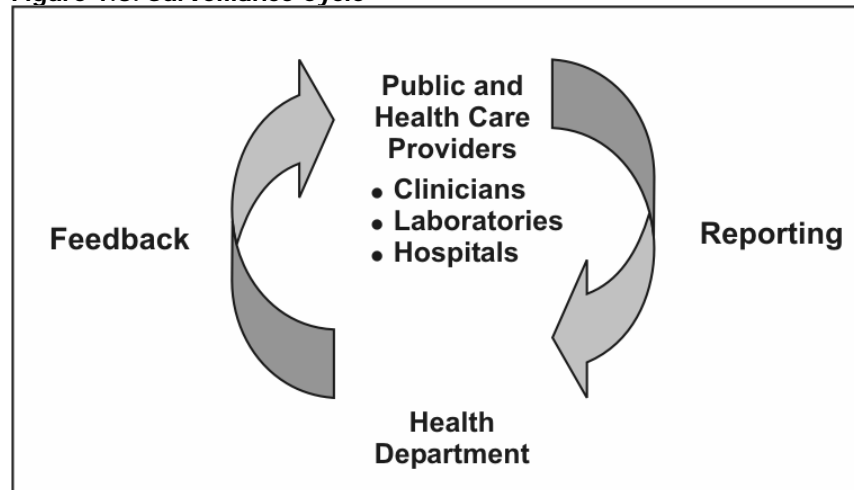 Public and
Health Care
Providers
• Clinicians
• Laboratories
• Hospitals
Feedback
Reporting
Health
Department